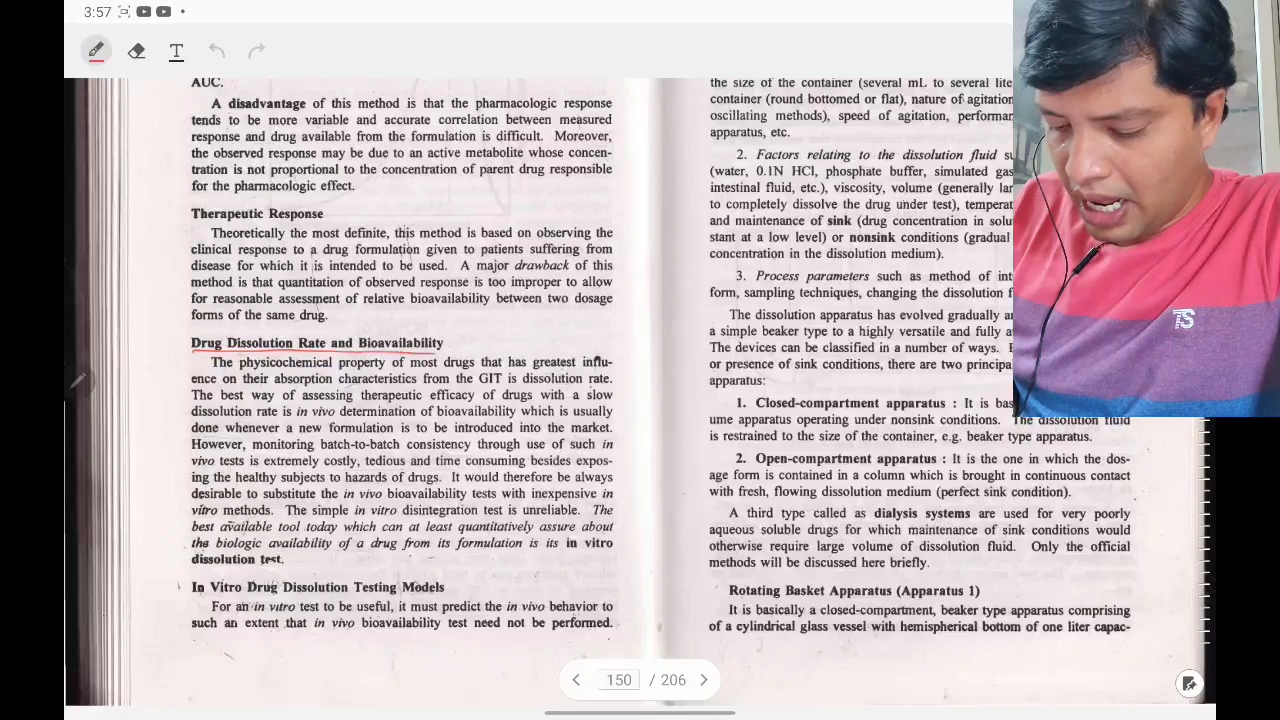 3:57
T
AUC.
A disadvantage of this method is that the pharmacologic response
tends to be more variable and accurate correlation between measured
response and drug available from the formulation is difficult. Moreover,
the observed response may be due to an active metabolite whose concen-
tration is not proportional to the concentration of parent drug responsible
for the pharmacologic effect.
Therapeutic Response
Theoretically the most definite, this method is based on observing the
clinical response to a drug formulation given to patients suffering from
disease for which it is intended to be used. A major drawback of this
method is that quantitation of observed response is too improper to allow
for reasonable assessment of relative bioavailability between two dosage
forms of the same drug.
Drug Dissolution Rate and Bioavailability
The physicochemical property of most drugs that has greatest influ-
ence on their absorption characteristics from the GIT is dissolution rate.
The best way of assessing therapeutic efficacy of drugs with a slow
dissolution rate is in vivo determination of bioavailability which is usually
done whenever a new formulation is to be introduced into the market.
However, monitoring batch-to-batch consistency through use of such in
vivo tests is extremely costly, tedious and time consuming besides expos-
ing the healthy subjects to hazards of drugs. It would therefore be always
desirable to substitute the in vivo bioavailability tests with inexpensive in
vitro methods. The simple in vitro disintegration test is unreliable. The
best available tool today which can at least quantitatively assure about
the biologic availability of a drug from its formulation is its in vitro
dissolution test.
In Vitro Drug Dissolution Testing Models
For an in vitro test to be useful, it must predict the in vivo behavior to
such an extent that in vivo bioavailability test need not be performed.
the size of the container (several mL to several lite
container (round bottomed or flat), nature of agitation
oscillating methods), speed of agitation, performan
apparatus, etc.
2. Factors relating to the dissolution fluid su
(water, 0.1N HCl, phosphate buffer, simulated gas
intestinal fluid, etc.), viscosity, volume (generally lar
to completely dissolve the drug under test), temperat
and maintenance of sink (drug concentration in solu
stant at a low level) or nonsink conditions (gradual
concentration in the dissolution medium).
3. Process parameters such as method of int
form, sampling techniques, changing the dissolution f
The dissolution apparatus has evolved gradually an
a simple beaker type to a highly versatile and fully a
The devices can be classified in a number of ways.
or presence of sink conditions, there are two principal
apparatus:
1. Closed-compartment apparatus : It is bas
ume apparatus operating under nonsink conditions. The dissolution fluid
is restrained to the size of the container, e.g. beaker type apparatus.
2. Open-compartment apparatus : It is the one in which the dos-
age form is contained in a column which is brought in continuous contact
with fresh, flowing dissolution medium (perfect sink condition).
A third type called as dialysis systems are used for very poorly
aqueous soluble drugs for which maintenance of sink conditions would
otherwise require large volume of dissolution fluid. Only the official
methods will be discussed here briefly.
Rotating Basket Apparatus (Apparatus 1)
It is basically a closed-compartment, beaker type apparatus comprising
of a cylindrical glass vessel with hemispherical bottom of one liter capac-
150 / 206
TS